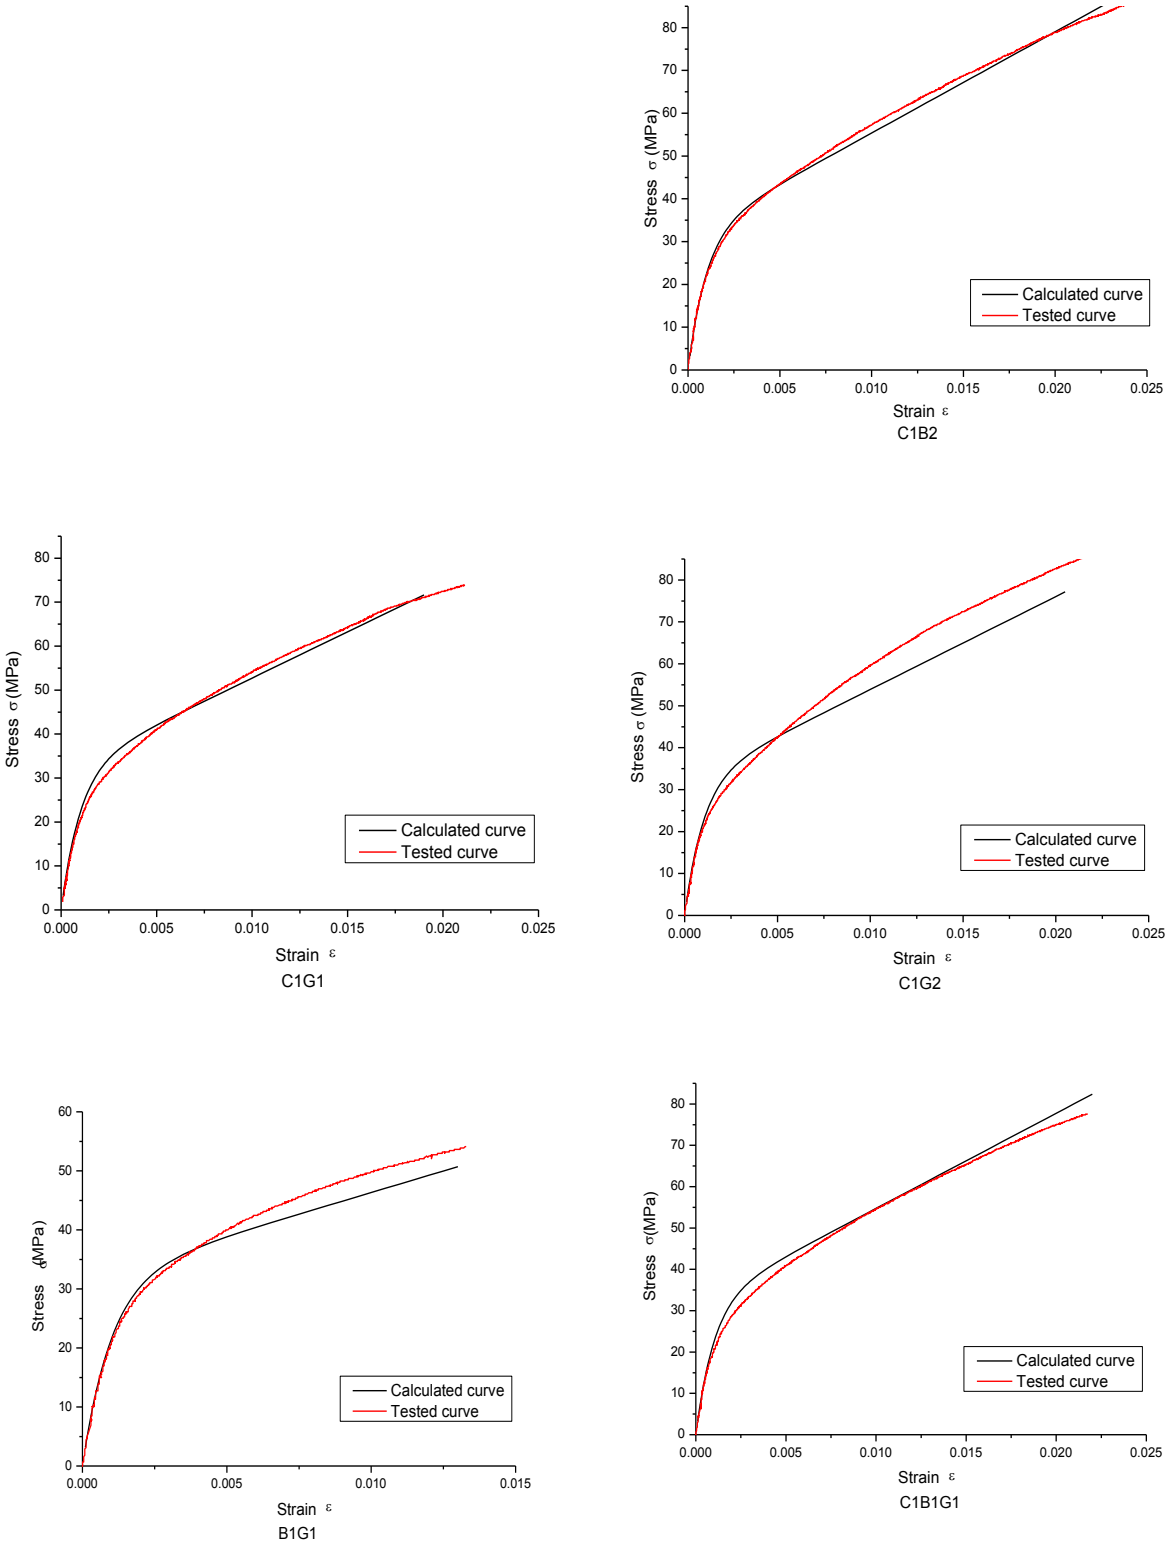 80
70
60
50
40
30
20
10
0
Stress σ (MPa)
Calculated curve
Tested curve
0.000 0.005 0.010 0.015 0.020 0.025
Strain ε
C1B2
80
70
60
50
40
30
20
10
0
Stress σ (MPa)
Calculated curve
Tested curve
0.000 0.005 0.010 0.015 0.020 0.025
Strain ε
C1G1
80
70
60
50
40
30
20
10
0
Stress σ (MPa)
Calculated curve
Tested curve
0.000 0.005 0.010 0.015 0.020 0.025
Strain ε
C1G2
60
50
40
30
20
10
0
Stress σ (MPa)
Calculated curve
Tested curve
0.000 0.005 0.010 0.015
Strain ε
B1G1
80
70
60
50
40
30
20
10
0
Stress σ(MPa)
Calculated curve
Tested curve
0.000 0.005 0.010 0.015 0.020 0.025
Strain ε
C1B1G1